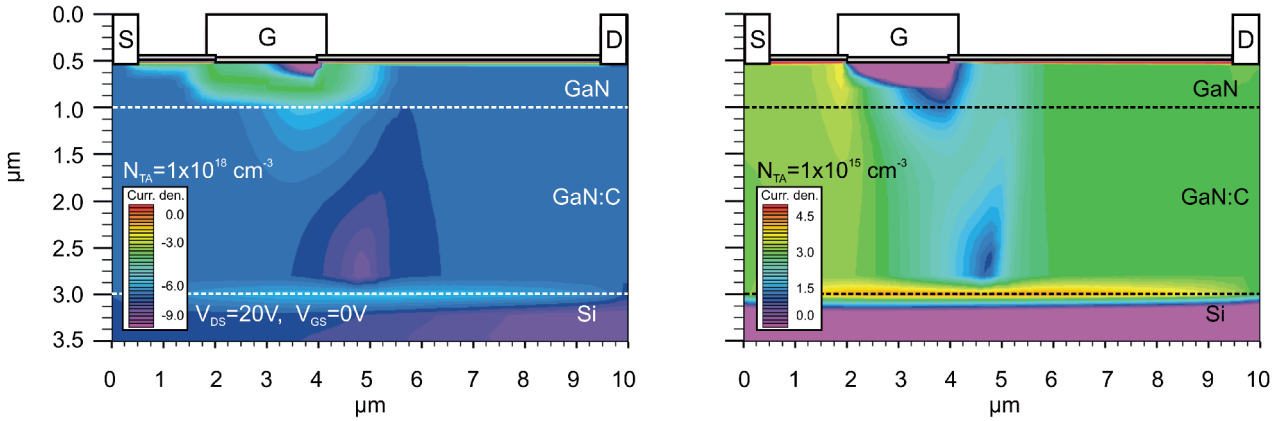 0.0
0.5
1.0
1.5
2.0
2.5
3.0
3.5
µm
S
G
D
GaN
N_TA=1x10^18 cm^-3
Curr. den.
0.0
-3.0
-6.0
-9.0
GaN:C
V_DS=20V, V_GS=0V
Si
0 1 2 3 4 5 6 7 8 9 10
µm
S
G
D
GaN
N_TA=1x10^15 cm^-3
Curr. den.
4.5
3.0
1.5
0.0
GaN:C
Si
0 1 2 3 4 5 6 7 8 9 10
µm